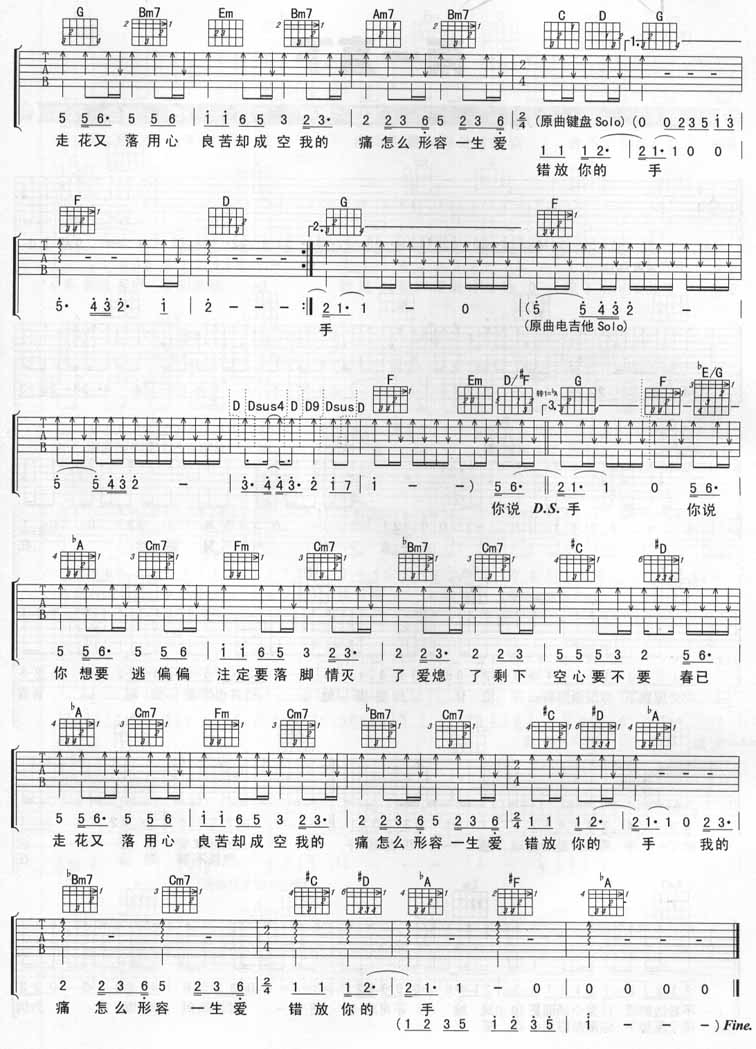 G Bm7 Em Bm7 Am7 Bm7 C D 1. G
T A B 2 4
5 5 6· 5 5 6 i i 6 5 3 2 3· 2 2 3 6 5 2 3 6 2/4 (原曲键盘Solo) (0 0 2 3 5 i 3
走花又 落用心 良苦却成空我的 痛怎么形容一生爱
1 1 1 2· 2 1· 1 0 0
错放你的 手
F D 2. G F
T A B
5· 4 3 2· i 2 - - - 2 1· 1 - 0 (5 5 4 3 2 -
手 (原曲电吉他Solo)
D Dsus4 D D9 Dsus D F Em D/#F 转1=♭A 3. G F ♭E/G
T A B
5 5 4 3 2 - 3· 4 4 3· 2 i 7 i - - ) 5 6· 2 1· 1 0 5 6·
你说 D.S. 手 你说
♭A Cm7 Fm Cm7 ♭Bm7 Cm7 #C #D
T A B
5 5 6· 5 5 6 i i 6 5 3 2 3· 2 2 3 3· 2 2 3· 5 5 5 3 2 2 5 6·
你想要 逃偏偏 注定要落脚 情灭 了爱熄 了剩下 空心要不要 春已
♭A Cm7 Fm Cm7 ♭Bm7 Cm7 #C #D ♭A
T A B 2 4
5 5 6· 5 5 6 i i 6 5 3 2 3· 2 2 3 6 5 2 3 6 2/4 1 1 1 2· 2 1· 1 0 2 3·
走花又 落用心 良苦却成空我的 痛怎么形容一生爱 错放你的 手 我的
♭Bm7 Cm7 #C #D ♭A #F ♭A
T A B 2 4
2 2 3 6 5 2 3 6 2/4 1 1 1 2· 2 1· 1 - 0 0 0 0 0 0 0 0 0
痛 怎么形容 一生爱 错放你的 手
(1 2 3 5 i 2 3 5 i - - - ) Fine.